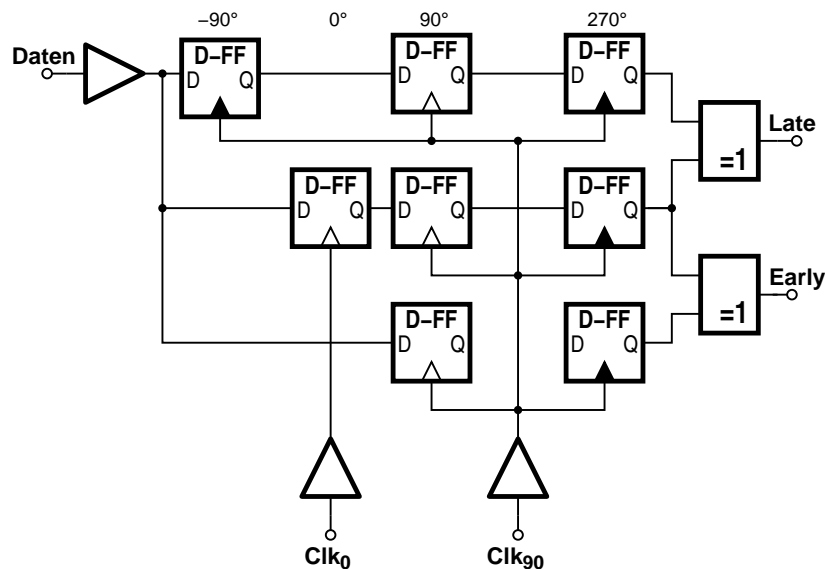 −90° 0° 90° 270°
Daten
D−FF D−FF D−FF
D Q D Q D Q
Late
=1
D−FF D−FF D−FF
D Q D Q D Q
Early
=1
D−FF D−FF
D Q D Q
Clk0 Clk90